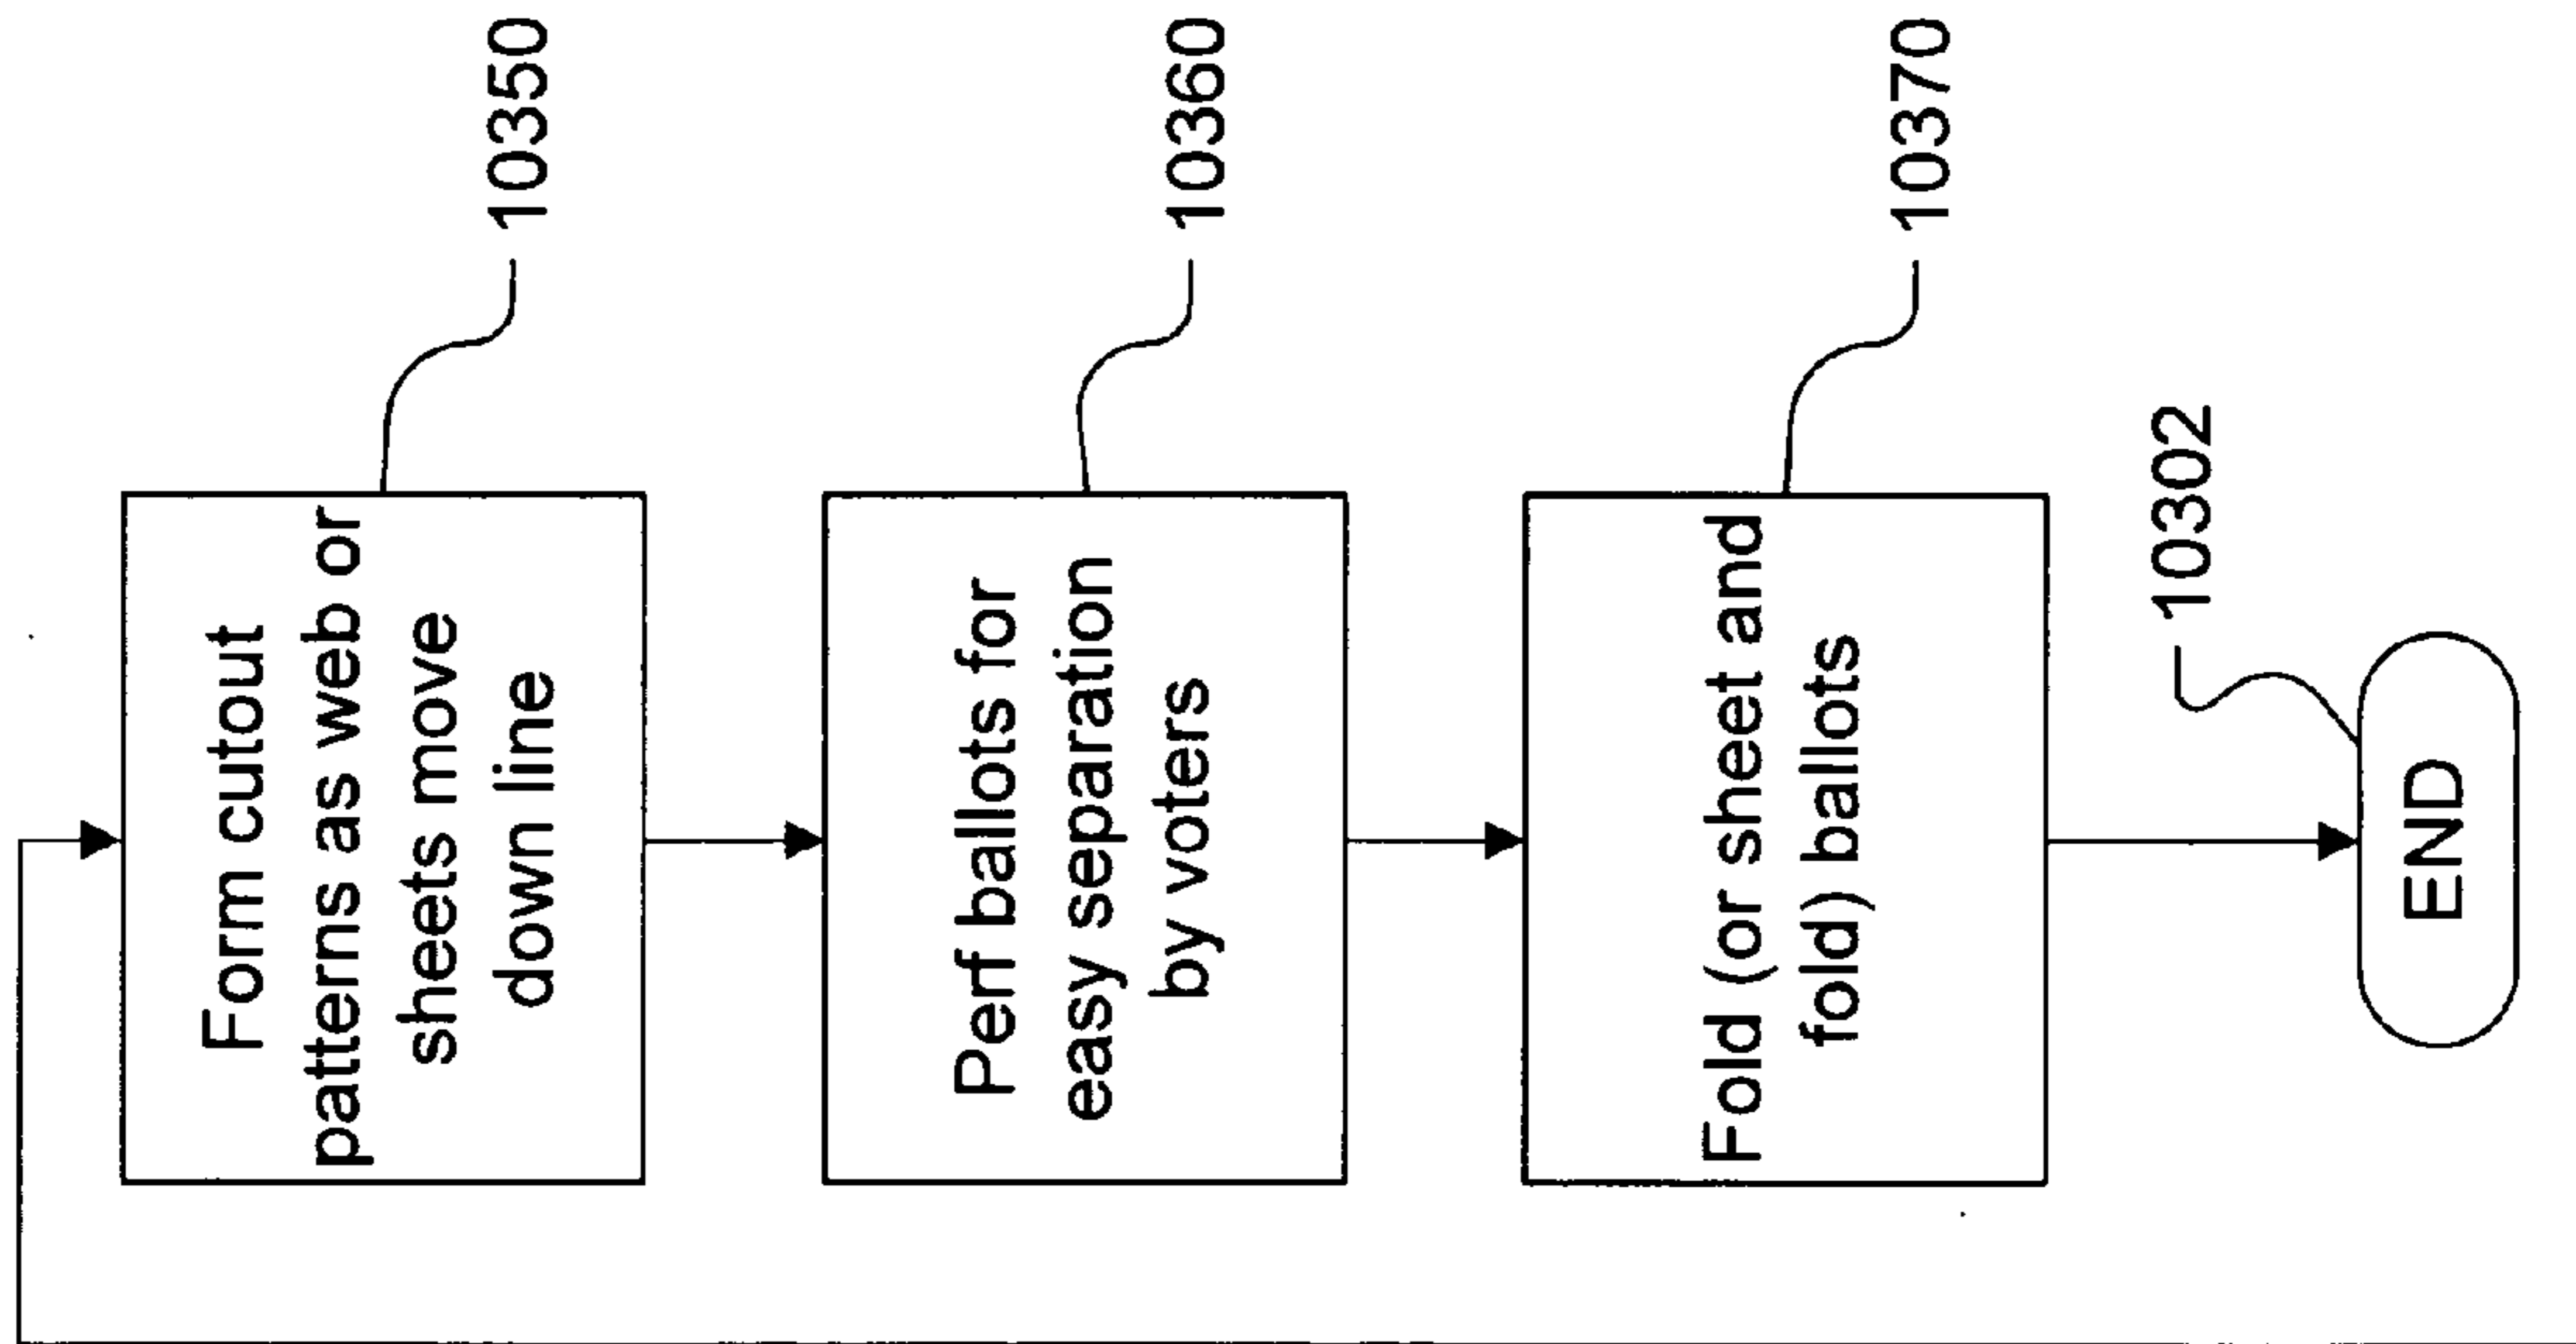 Form cutout
patterns as web or
sheets move
down line
10350
Perf ballots for
easy separation
by voters
10360
Fold (or sheet and
fold) ballots
10370
END
10302